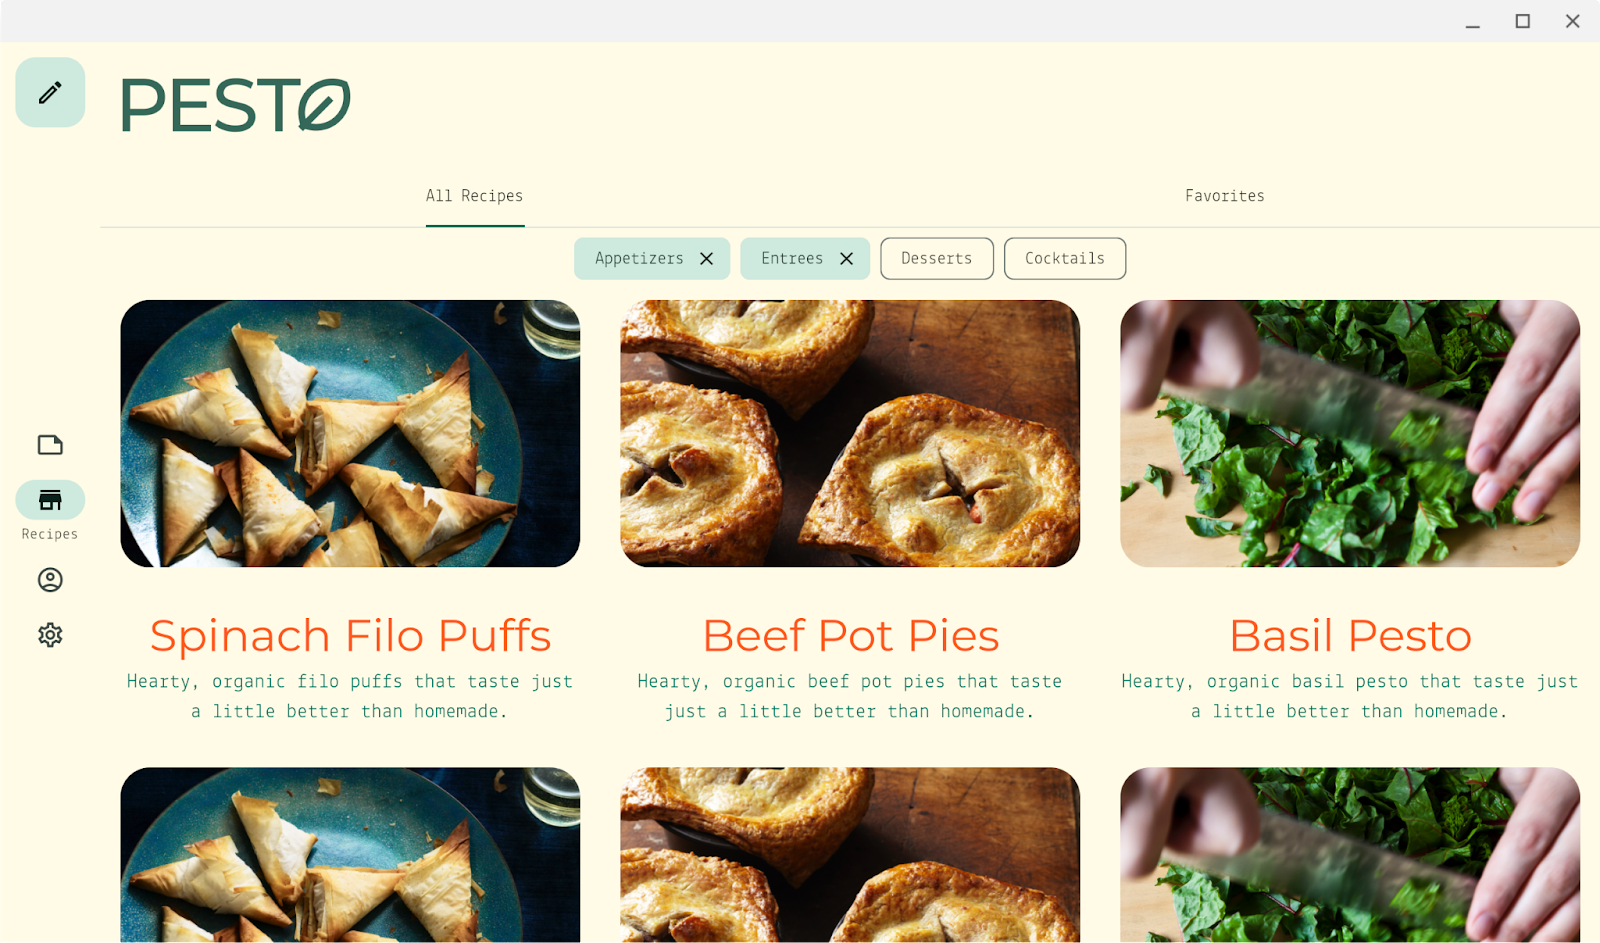 PESTO
All Recipes
Favorites
Appetizers
Entrees
Desserts
Cocktails
Recipes
Spinach Filo Puffs
Hearty, organic filo puffs that taste just
a little better than homemade.
Beef Pot Pies
Hearty, organic beef pot pies that taste
just a little better than homemade.
Basil Pesto
Hearty, organic basil pesto that taste just
a little better than homemade.